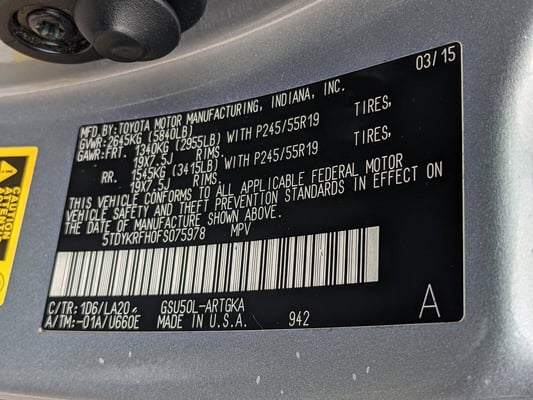 03/15
MFD. BY: TOYOTA MOTOR MANUFACTURING, INDIANA, INC.
GVWR: 2645KG (5840LB)
GAWR: FRT. 1340KG (2955LB) WITH P245/55R19 TIRES,
19X7.5J RIMS,
RR. 1545KG (3415LB) WITH P245/55R19 TIRES,
19X7.5J RIMS.
THIS VEHICLE CONFORMS TO ALL APPLICABLE FEDERAL MOTOR
VEHICLE SAFETY AND THEFT PREVENTION STANDARDS IN EFFECT ON
THE DATE OF MANUFACTURE SHOWN ABOVE.
5TDYKRFH0FS075978 MPV
C/TR: 1D6/LA20 GSU50L-ARTGKA
A/TM: -01A/U660E MADE IN U.S.A. 942
A
CAUTION
ATTENTION